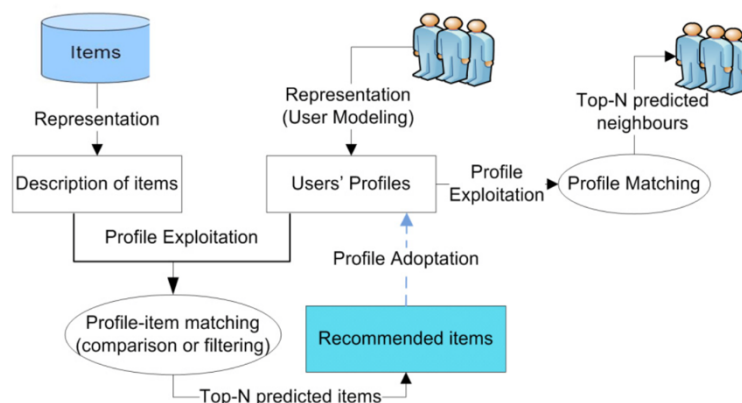 Items
Representation
Representation
(User Modeling)
Top-N predicted
neighbours
Description of items
Users' Profiles
Profile
Exploitation
Profile Matching
Profile Exploitation
Profile Adoption
Profile-item matching
(comparison or filtering)
Recommended items
Top-N predicted items